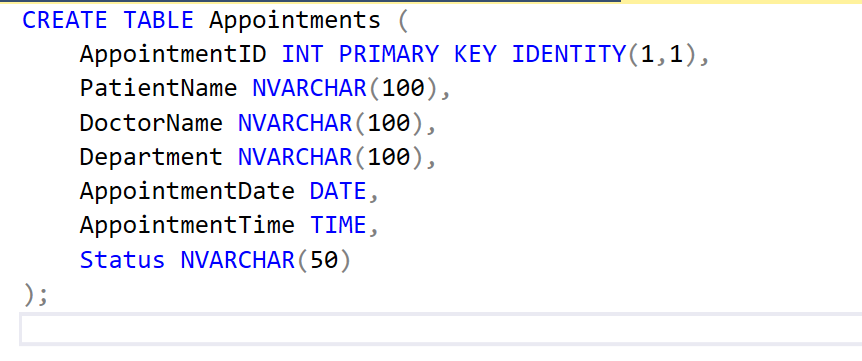 CREATE TABLE Appointments (
    AppointmentID INT PRIMARY KEY IDENTITY(1,1),
    PatientName NVARCHAR(100),
    DoctorName NVARCHAR(100),
    Department NVARCHAR(100),
    AppointmentDate DATE,
    AppointmentTime TIME,
    Status NVARCHAR(50)
);